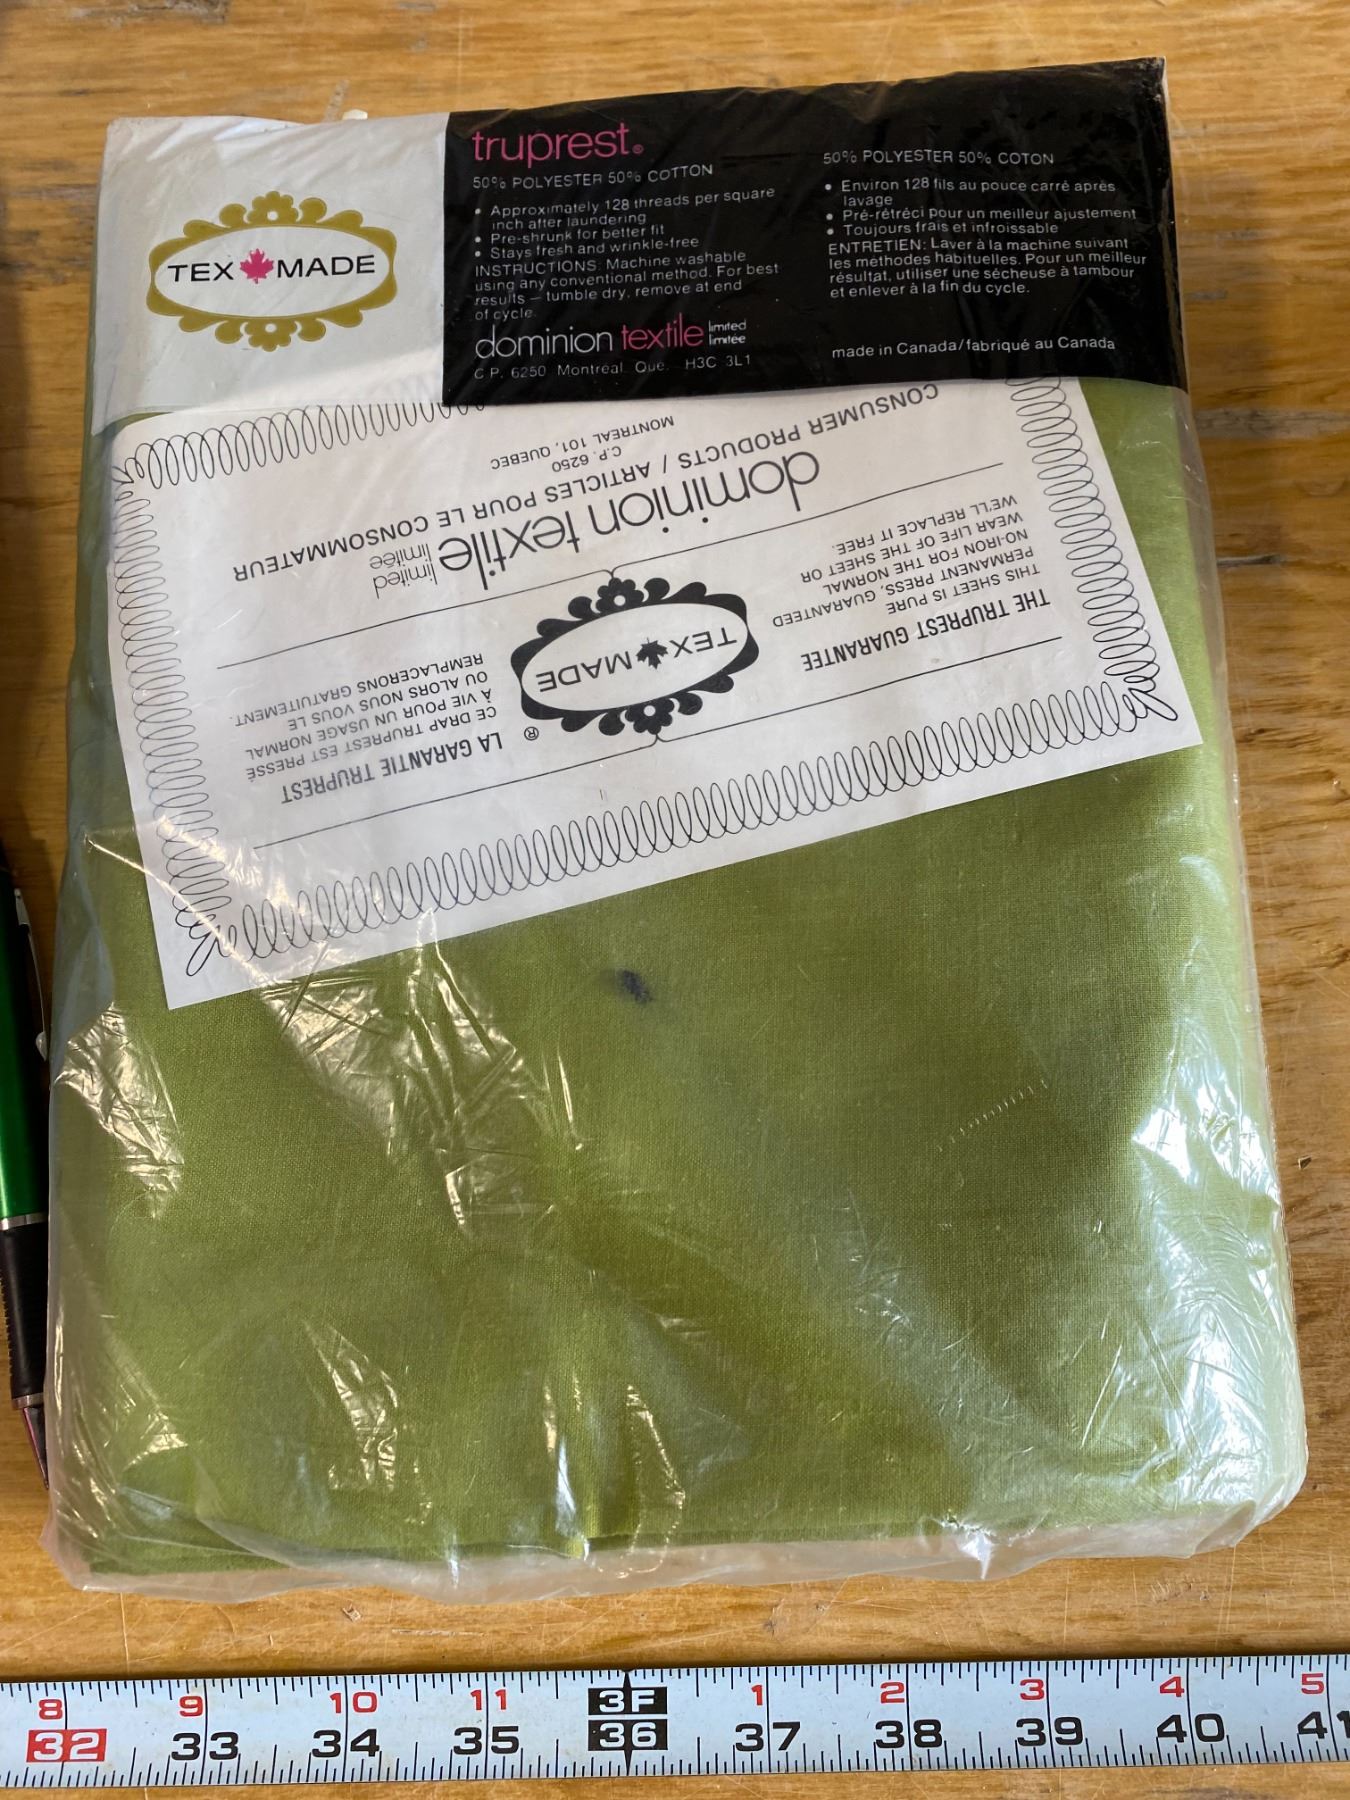 truprest®
50% POLYESTER 50% COTTON
• Approximately 128 threads per square
inch after laundering
• Pre-shrunk for better fit
• Stays fresh and wrinkle-free
INSTRUCTIONS: Machine washable
using any conventional method. For best
results — tumble dry, remove at end
of cycle.
dominion textile limited limitée
C.P. 6250 Montréal Que. H3C 3L1
50% POLYESTER 50% COTON
• Environ 128 fils au pouce carré après
lavage
• Pré-rétréci pour un meilleur ajustement
• Toujours frais et infroissable
ENTRETIEN: Laver à la machine suivant
les méthodes habituelles. Pour un meilleur
résultat, utiliser une sécheuse à tambour
et enlever à la fin du cycle.
made in Canada/fabriqué au Canada
TEX MADE
THE TRUPREST GUARANTEE
THIS SHEET IS PURE
PERMANENT PRESS, GUARANTEED
NO-IRON FOR THE NORMAL
WEAR LIFE OF THE SHEET OR
WE'LL REPLACE IT FREE.
TEX MADE
®
LA GARANTIE TRUPREST
CE DRAP TRUPREST EST PRESSÉ
À VIE POUR UN USAGE NORMAL
OU ALORS NOUS VOUS LE
REMPLACERONS GRATUITEMENT.
dominion textile limited limitée
CONSUMER PRODUCTS / ARTICLES POUR LE CONSOMMATEUR
C.P. 6250
MONTREAL 101, QUEBEC
8 9 10 11 3F 1 2 3 4 5
32 33 34 35 36 37 38 39 40 41